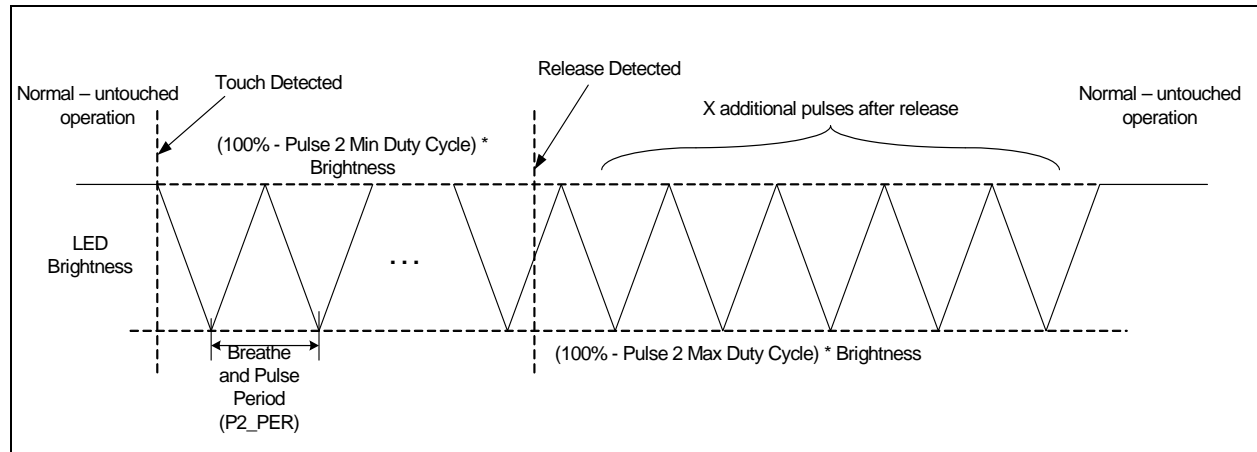 Normal – untouched
operation
Touch Detected
(100% - Pulse 2 Min Duty Cycle) *
Brightness
Release Detected
X additional pulses after release
Normal – untouched
operation
LED
Brightness
. . .
Breathe
and Pulse
Period
(P2_PER)
(100% - Pulse 2 Max Duty Cycle) * Brightness